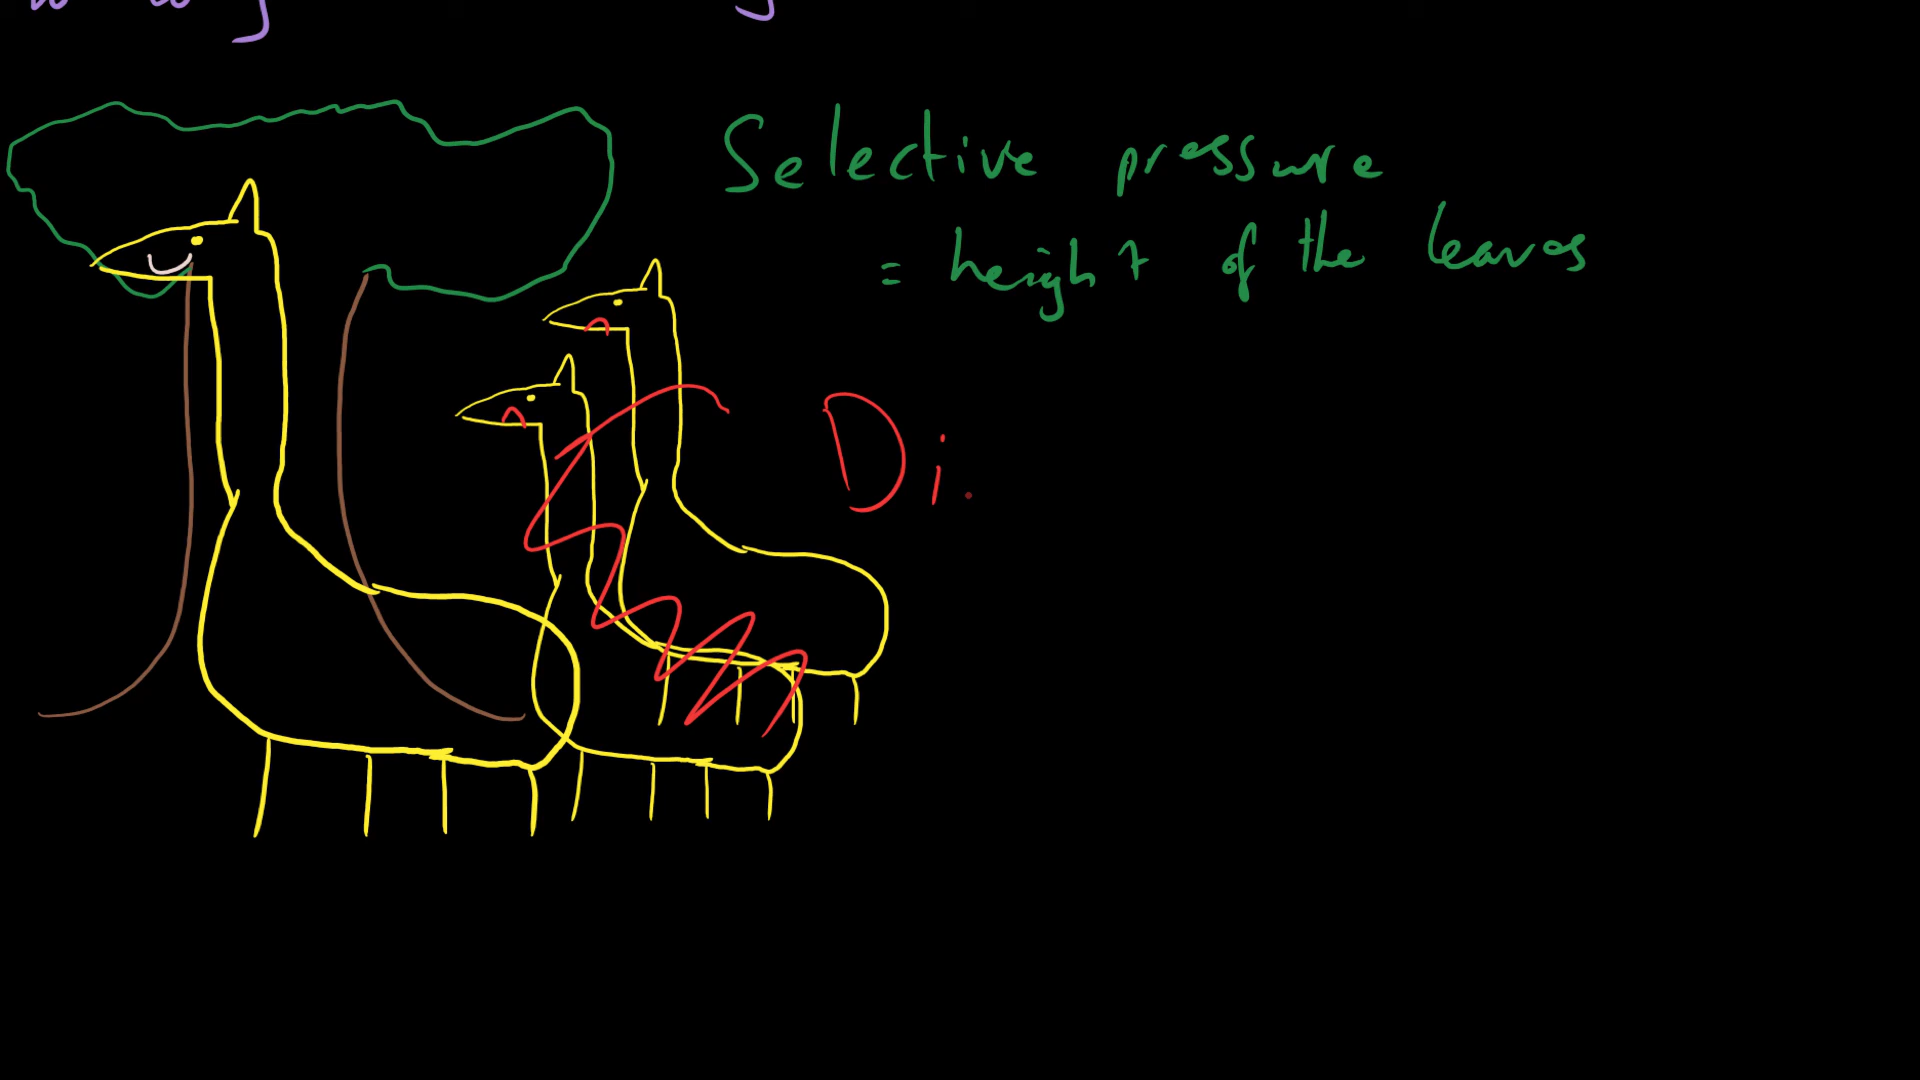 Selective pressure
= height of the leaves
Di